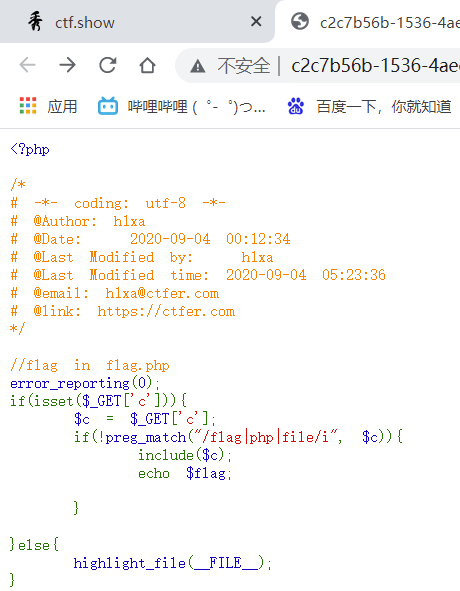 秀 ctf.show × c2c7b56b-1536-4aec
← → 不安全 | c2c7b56b-1536-4aec
应用 哔哩哔哩 (゜-゜)つ... 百度一下，你就知道
<?php
/*
# -*- coding: utf-8 -*-
# @Author: h1xa
# @Date:   2020-09-04 00:12:34
# @Last Modified by:   h1xa
# @Last Modified time: 2020-09-04 05:23:36
# @email: h1xa@ctfer.com
# @link: https://ctfer.com
*/
//flag in flag.php
error_reporting(0);
if(isset($_GET['c'])){
$c = $_GET['c'];
if(!preg_match("/flag|php|file/i", $c)){
include($c);
echo $flag;
}
}else{
highlight_file(__FILE__);
}